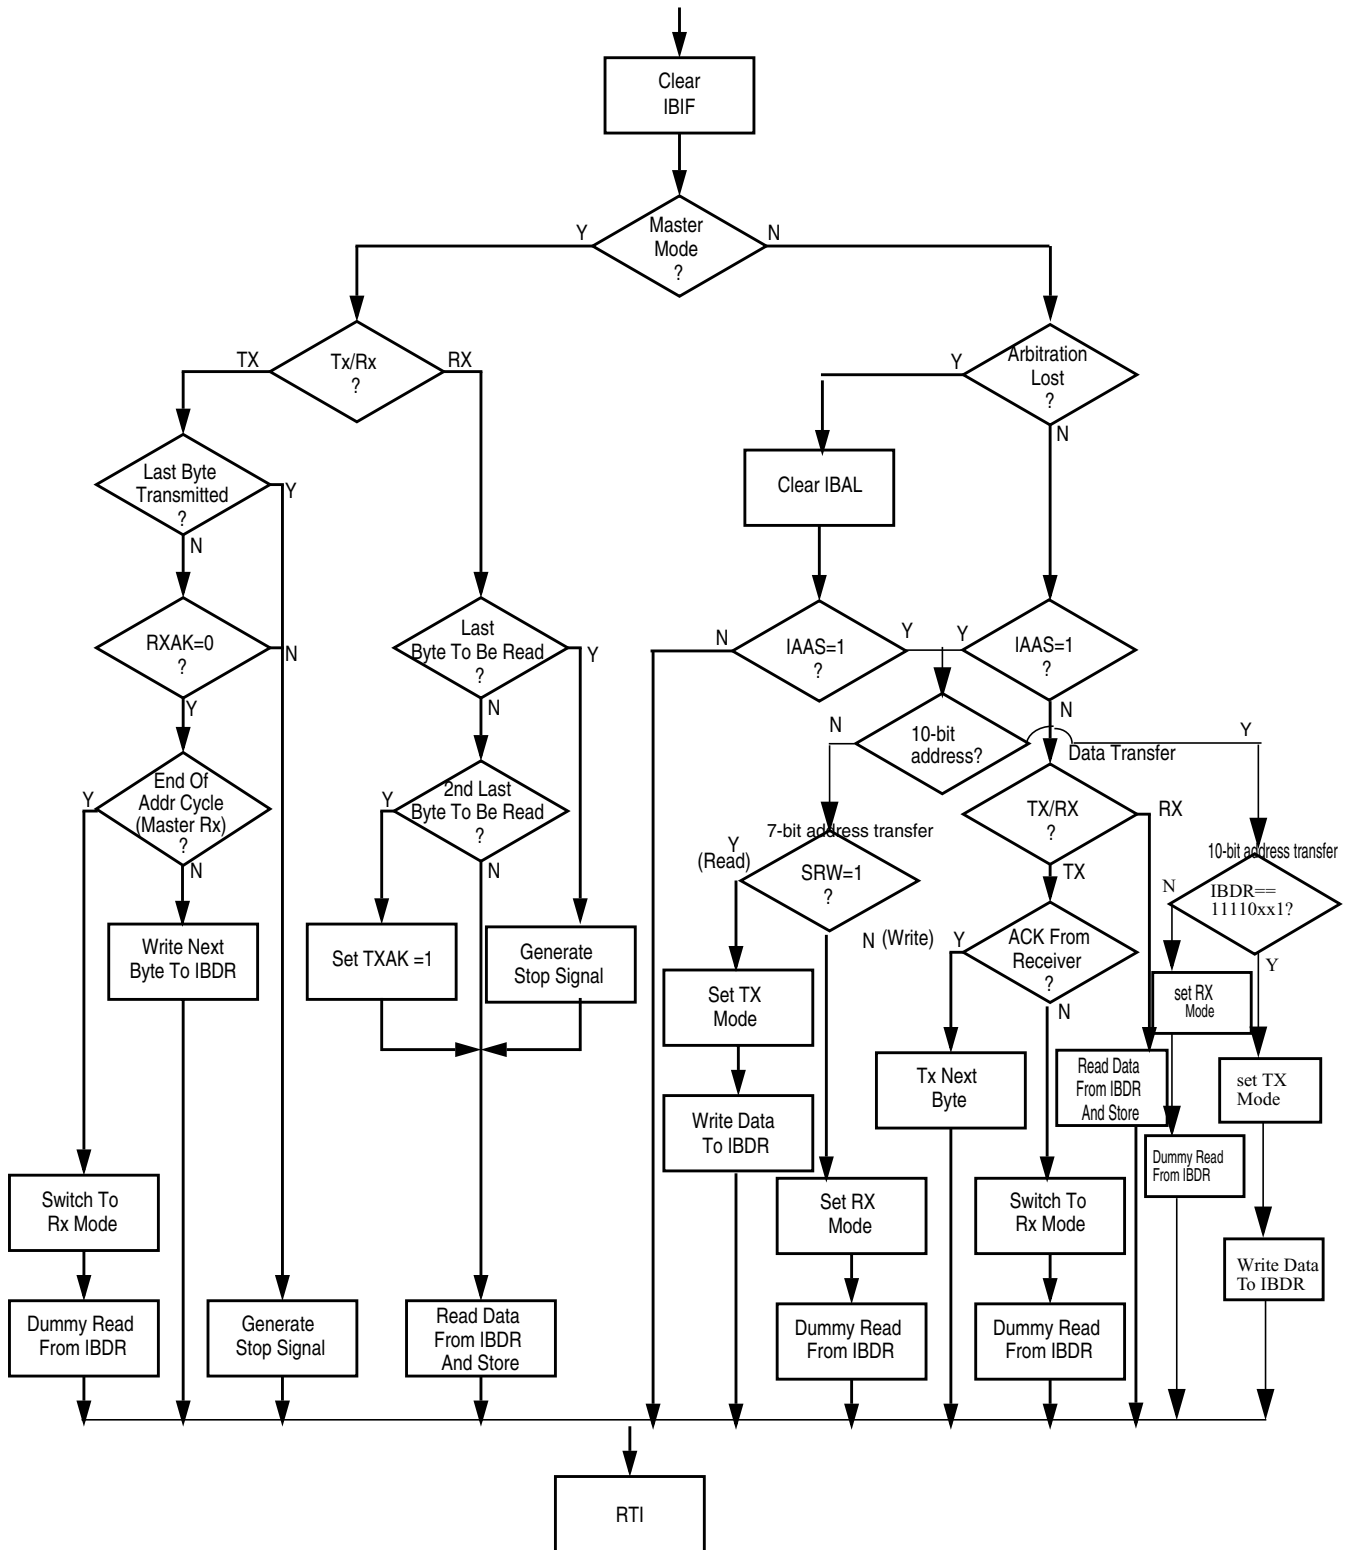 Clear
IBIF
Master
Mode
?
Y
N
Tx/Rx
?
TX
RX
Arbitration
Lost
?
Y
N
Last Byte
Transmitted
?
Y
N
Clear IBAL
RXAK=0
?
N
Y
Last
Byte To Be Read
?
Y
N
IAAS=1
?
N
Y
IAAS=1
?
Y
N
10-bit
address?
N
Y
Data Transfer
End Of
Addr Cycle
(Master Rx)
?
Y
N
2nd Last
Byte To Be Read
?
Y
N
7-bit address transfer
SRW=1
?
Y
(Read)
N (Write)
TX/RX
?
RX
TX
10-bit address transfer
IBDR==
11110xx1?
N
Y
Write Next
Byte To IBDR
Set TXAK =1
Generate
Stop Signal
ACK From
Receiver
?
Y
N
Set TX
Mode
set RX
Mode
Tx Next
Byte
Read Data
From IBDR
And Store
set TX
Mode
Write Data
To IBDR
Dummy Read
From IBDR
Switch To
Rx Mode
Set RX
Mode
Switch To
Rx Mode
Write Data
To IBDR
Dummy Read
From IBDR
Generate
Stop Signal
Read Data
From IBDR
And Store
Dummy Read
From IBDR
Dummy Read
From IBDR
RTI